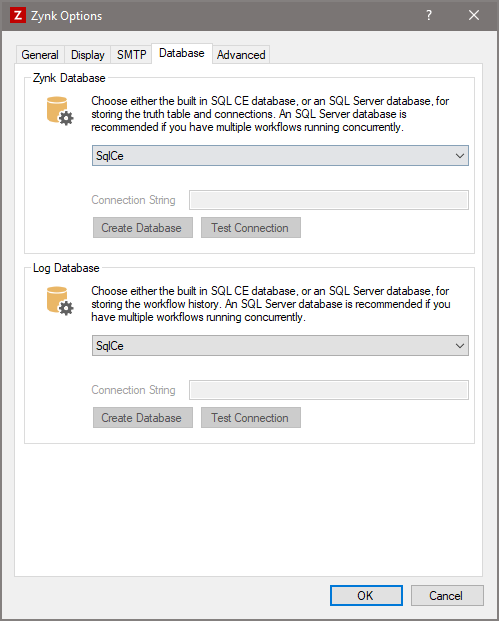 Z Zynk Options ?
General Display SMTP Database Advanced
Zynk Database
Choose either the built in SQL CE database, or an SQL Server database, for
storing the truth table and connections. An SQL Server database is
recommended if you have multiple workflows running concurrently.
SqlCe
Connection String
Create Database Test Connection
Log Database
Choose either the built in SQL CE database, or an SQL Server database, for
storing the workflow history. An SQL Server database is recommended if you
have multiple workflows running concurrently.
SqlCe
Connection String
Create Database Test Connection
OK Cancel